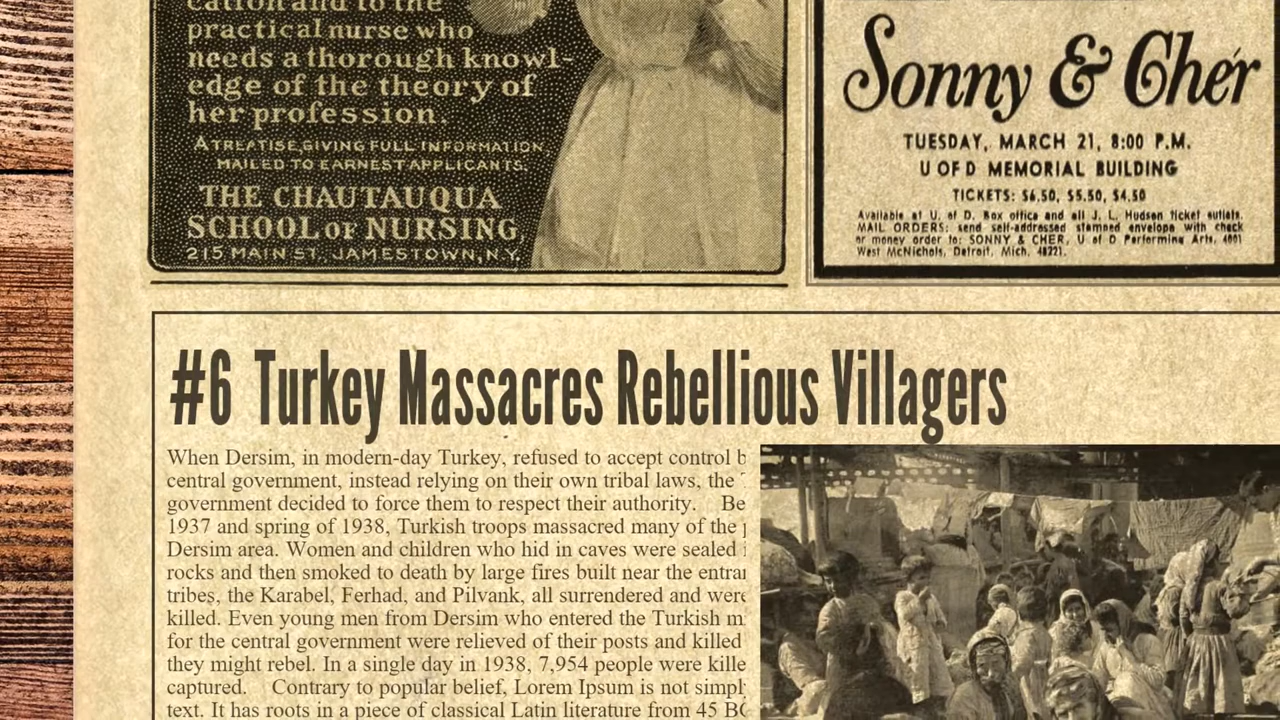 cation and to the
practical nurse who
needs a thorough knowl-
edge of the theory of
her profession.
A TREATISE GIVING FULL INFORMATION
MAILED TO EARNEST APPLICANTS.
THE CHAUTAUQUA
SCHOOL OF NURSING
215 MAIN ST. JAMESTOWN, N.Y.
Sonny & Chér
TUESDAY, MARCH 21, 8:00 P.M.
U OF D MEMORIAL BUILDING
TICKETS: $6.50, $5.50, $4.50
Available at U. of D. Box office and all J. L. Hudson ticket outlets.
MAIL ORDERS: send self-addressed stamped envelope with check
or money order to: SONNY & CHER, U of D Performing Arts, 4001
West McNichols, Detroit, Mich. 48221.
#6 Turkey Massacres Rebellious Villagers
When Dersim, in modern-day Turkey, refused to accept control b
central government, instead relying on their own tribal laws, the
government decided to force them to respect their authority. Be
1937 and spring of 1938, Turkish troops massacred many of the
Dersim area. Women and children who hid in caves were sealed
rocks and then smoked to death by large fires built near the entra
tribes, the Karabel, Ferhad, and Pilvank, all surrendered and were
killed. Even young men from Dersim who entered the Turkish m
for the central government were relieved of their posts and killed
they might rebel. In a single day in 1938, 7,954 people were kille
captured. Contrary to popular belief, Lorem Ipsum is not simpl
text. It has roots in a piece of classical Latin literature from 45 BC